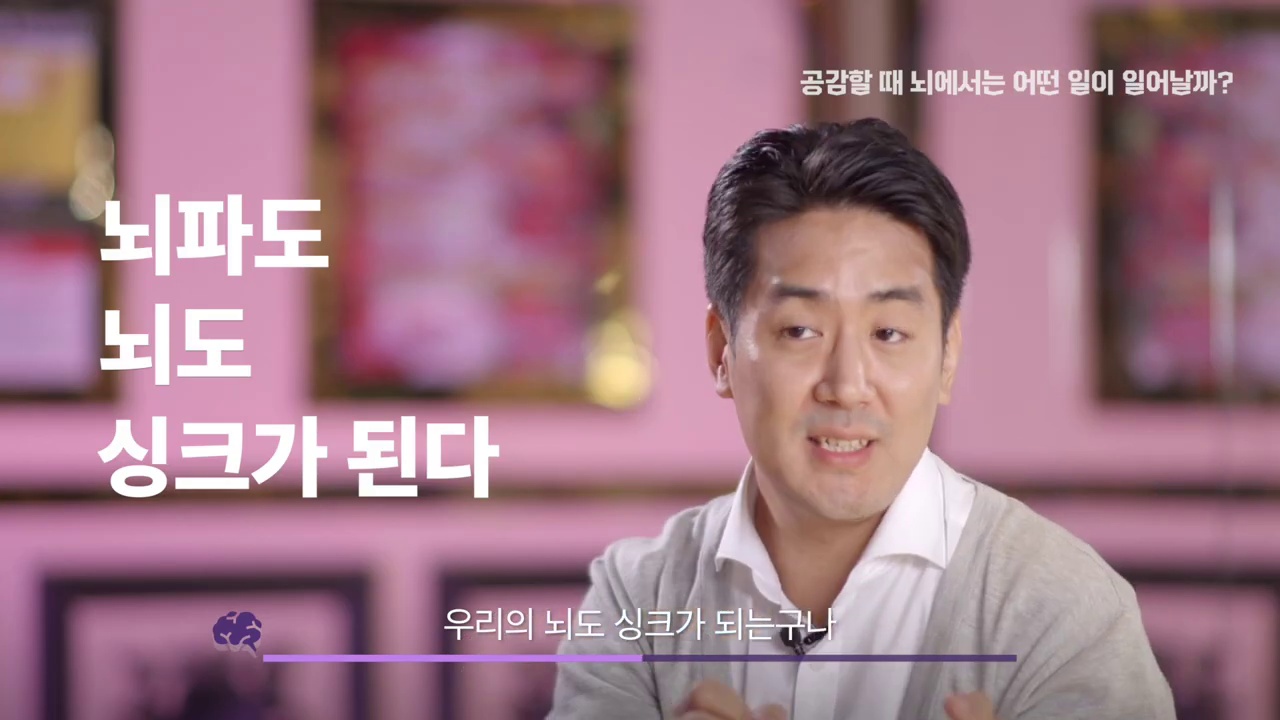 공감할 때 뇌에서는 어떤 일이 일어날까?
뇌파도
뇌도
싱크가 된다
우리의 뇌도 싱크가 되는구나